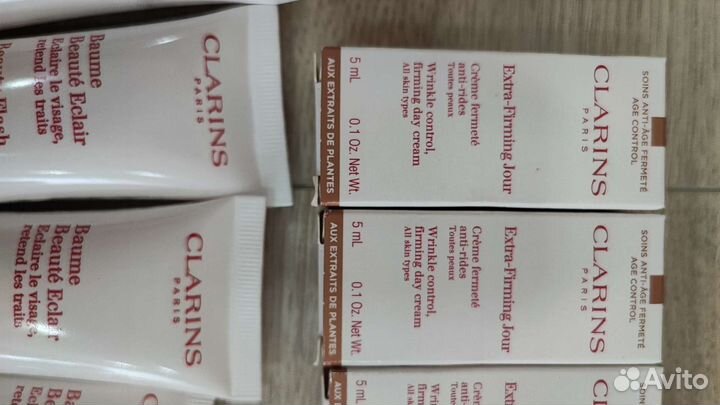 CLARINS
PARIS
Baume
Beauté Eclair
Eclaire le visage,
retend les traits
SOINS ANTI-ÂGE FERMETÉ
AGE CONTROL
CLARINS
PARIS
Extra-Firming Jour
Crème fermeté
anti-rides
Toutes peaux
Wrinkle control,
firming day cream
All skin types
5 mL 0.1 Oz. Net Wt.
AUX EXTRAITS DE PLANTES
CLARINS
PARIS
Baume
Beauté Eclair
Eclaire le visage,
retend les traits
SOINS ANTI-ÂGE FERMETÉ
AGE CONTROL
CLARINS
PARIS
Extra-Firming Jour
Crème fermeté
anti-rides
Toutes peaux
Wrinkle control,
firming day cream
All skin types
5 mL 0.1 Oz. Net Wt.
AUX EXTRAITS DE PLANTES
5 mL
Avito